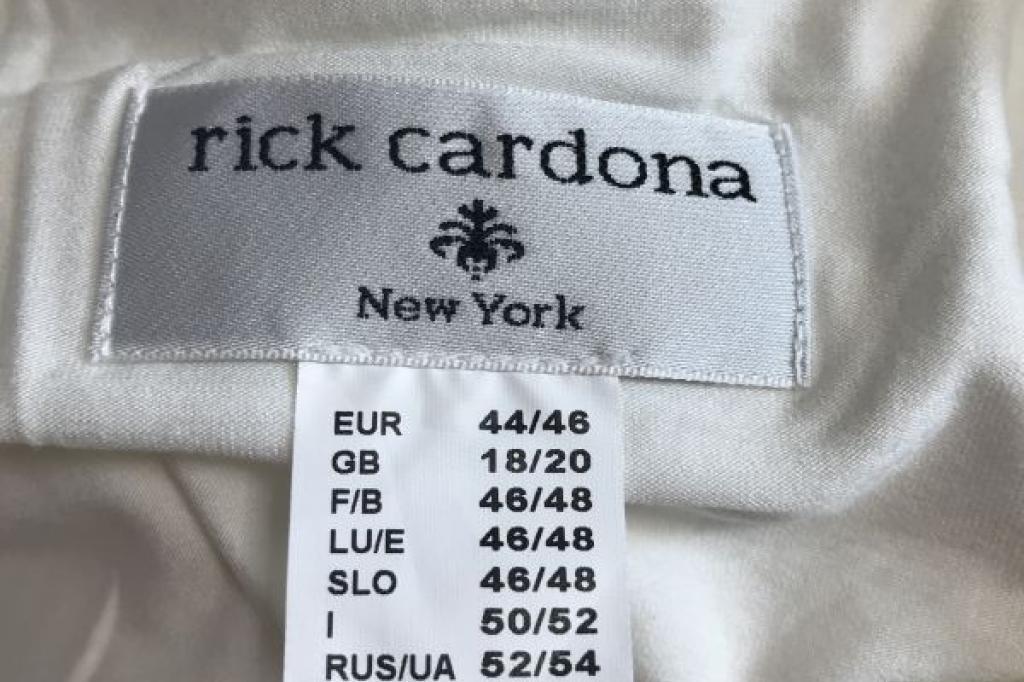 rick cardona
New York
EUR 44/46
GB 18/20
F/B 46/48
LU/E 46/48
SLO 46/48
I 50/52
RUS/UA 52/54